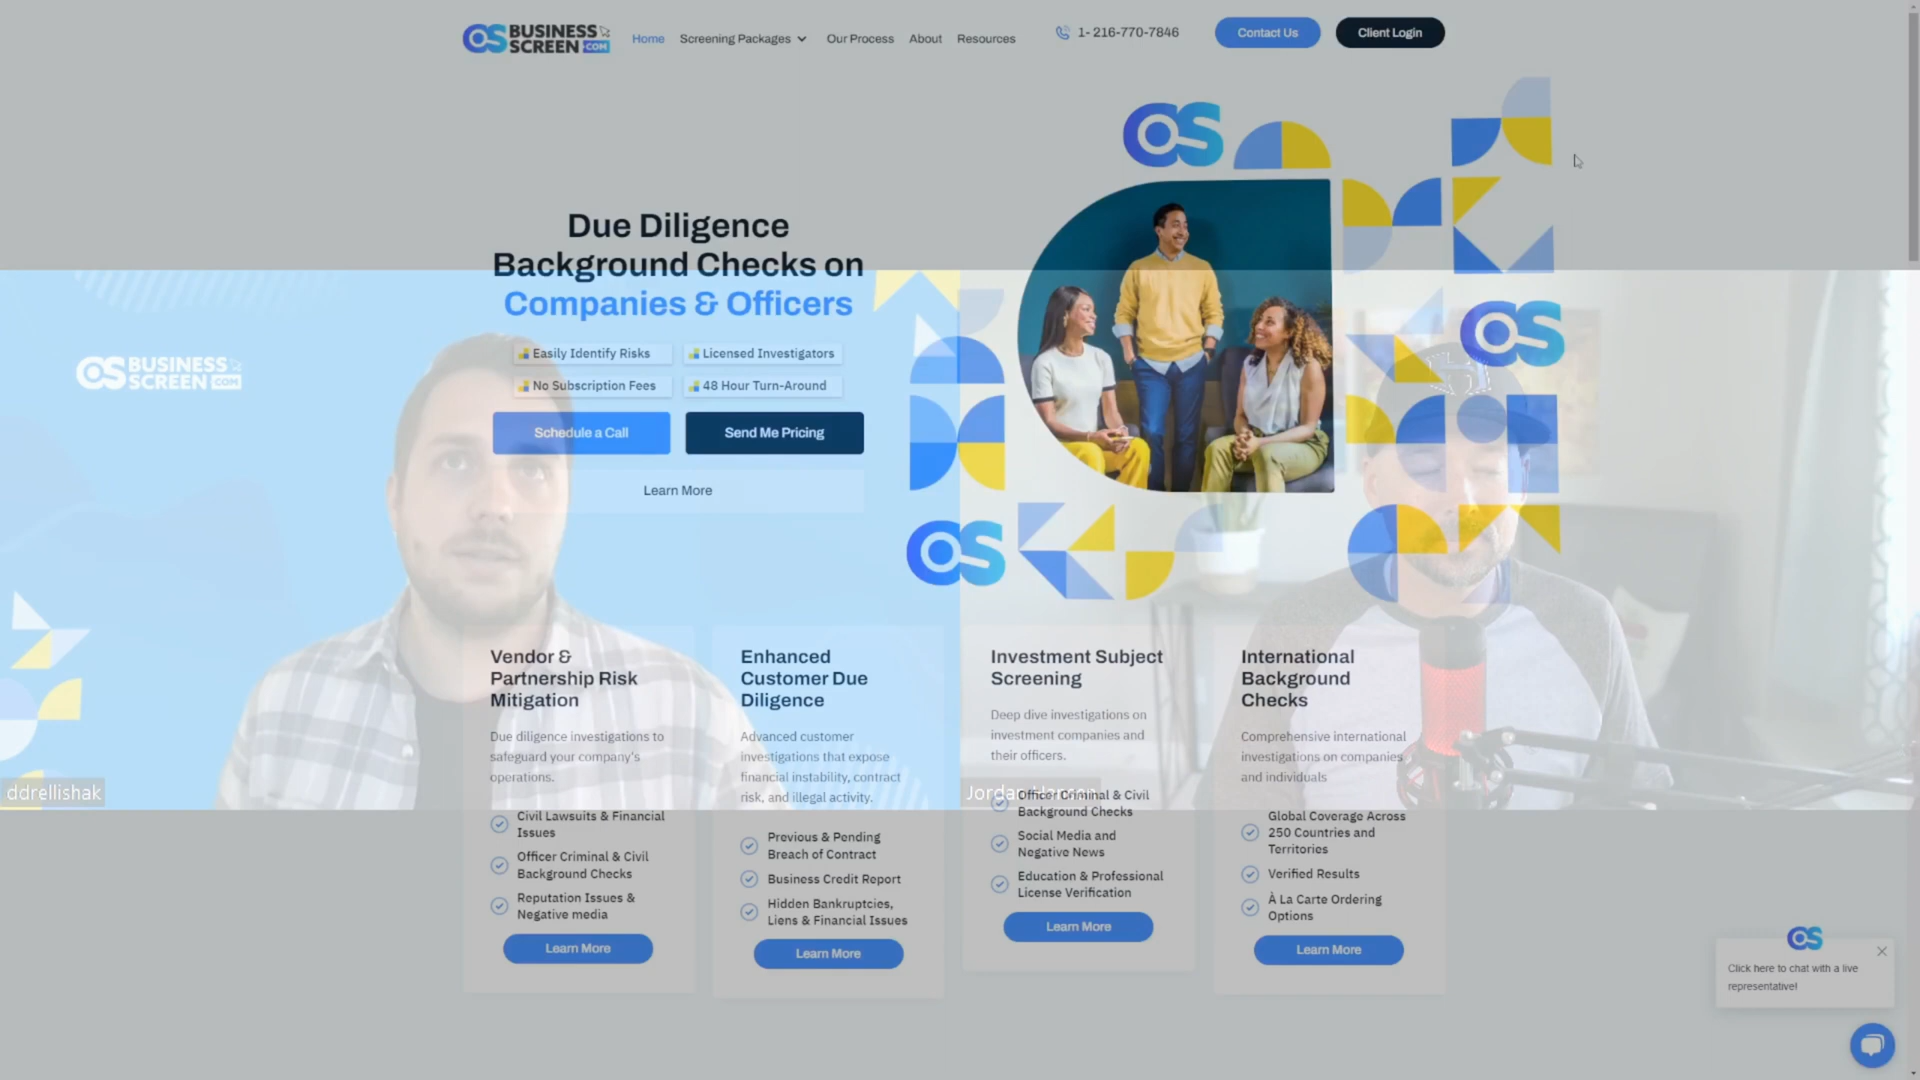 OS BUSINESS SCREEN .COM
Home
Screening Packages
Our Process
About
Resources
1- 216-770-7846
Contact Us
Client Login
OS
Due Diligence
Background Checks on
Companies & Officers
Easily Identify Risks
Licensed Investigators
No Subscription Fees
48 Hour Turn-Around
Schedule a Call
Send Me Pricing
Learn More
OS
OS
OS BUSINESS
SCREEN .COM
Vendor &
Partnership Risk
Mitigation
Due diligence investigations to
safeguard your company's
operations.
Civil Lawsuits & Financial
Issues
Officer Criminal & Civil
Background Checks
Reputation Issues &
Negative media
Learn More
Enhanced
Customer Due
Diligence
Advanced customer
investigations that expose
financial instability, contract
risk, and illegal activity.
Previous & Pending
Breach of Contract
Business Credit Report
Hidden Bankruptcies,
Liens & Financial Issues
Learn More
Investment Subject
Screening
Deep dive investigations on
investment companies and
their officers.
Officer Criminal & Civil
Background Checks
Social Media and
Negative News
Education & Professional
License Verification
Learn More
International
Background
Checks
Comprehensive international
investigations on companies
and individuals
Global Coverage Across
250 Countries and
Territories
Verified Results
À La Carte Ordering
Options
Learn More
ddrellishak
Jordan
OS
Click here to chat with a live
representative!